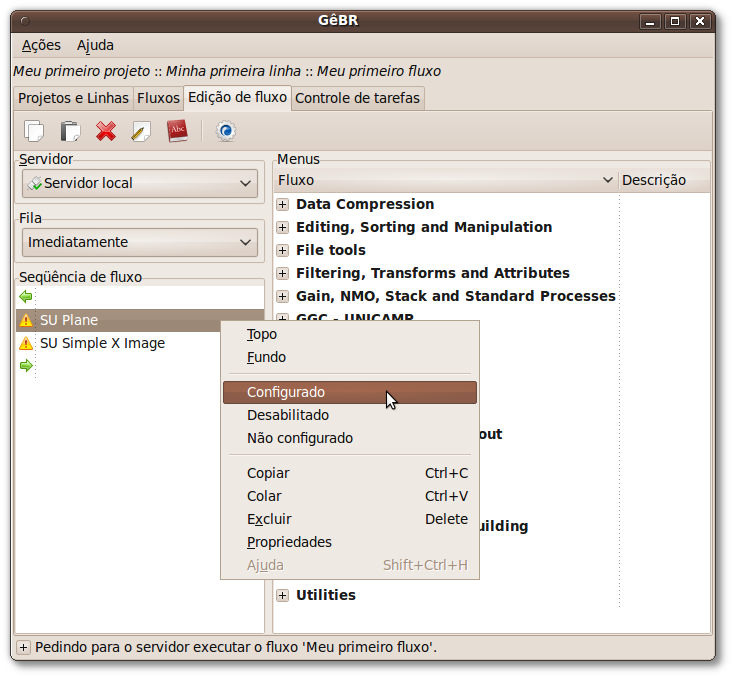 GêBR
Ações Ajuda
Meu primeiro projeto :: Minha primeira linha :: Meu primeiro fluxo
Projetos e Linhas Fluxos Edição de fluxo Controle de tarefas
Abc
Servidor
Servidor local
Fila
Imediatamente
Seqüência de fluxo
SU Plane
SU Simple X Image
Menus
Fluxo Descrição
Data Compression
Editing, Sorting and Manipulation
File tools
Filtering, Transforms and Attributes
Gain, NMO, Stack and Standard Processes
GGC - UNICAMP
Topo
Fundo
Configurado
Desabilitado
Não configurado
Copiar Ctrl+C
Colar Ctrl+V
Excluir Delete
Propriedades
Ajuda Shift+Ctrl+H
out
uilding
Utilities
Pedindo para o servidor executar o fluxo 'Meu primeiro fluxo'.